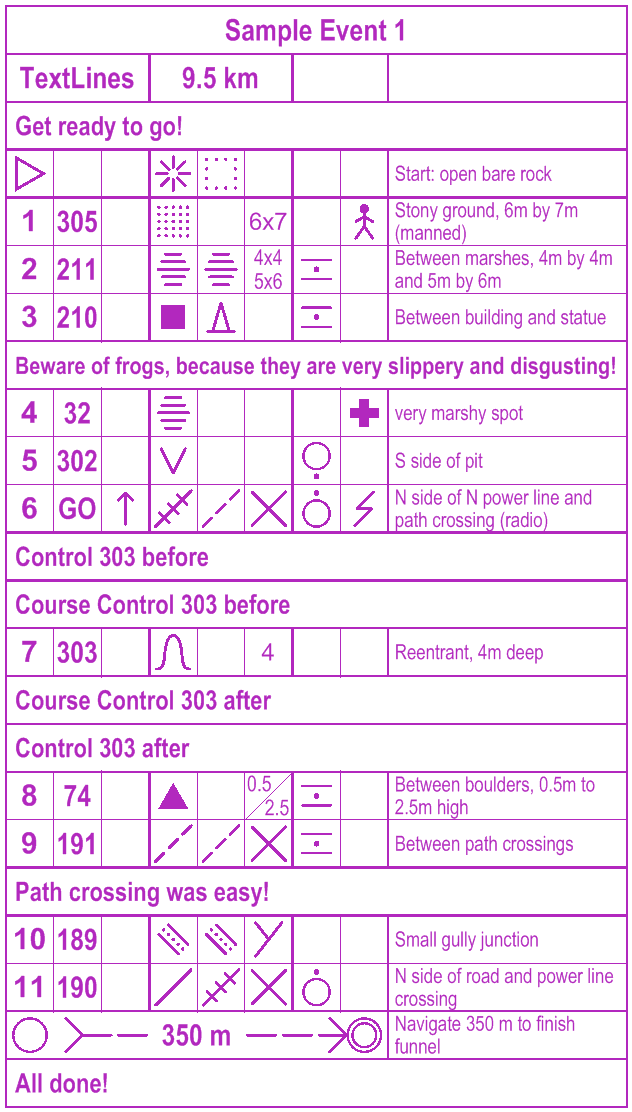 Sample Event 1
TextLines 9.5 km
Get ready to go!
Start: open bare rock
1 305 6x7 Stony ground, 6m by 7m
(manned)
2 211 4x4 Between marshes, 4m by 4m
5x6 and 5m by 6m
3 210 Between building and statue
Beware of frogs, because they are very slippery and disgusting!
4 32 very marshy spot
5 302 S side of pit
6 GO N side of N power line and
path crossing (radio)
Control 303 before
Course Control 303 before
7 303 4 Reentrant, 4m deep
Course Control 303 after
Control 303 after
8 74 0.5 Between boulders, 0.5m to
2.5 2.5m high
9 191 Between path crossings
Path crossing was easy!
10 189 Small gully junction
11 190 N side of road and power line
crossing
350 m Navigate 350 m to finish
funnel
All done!